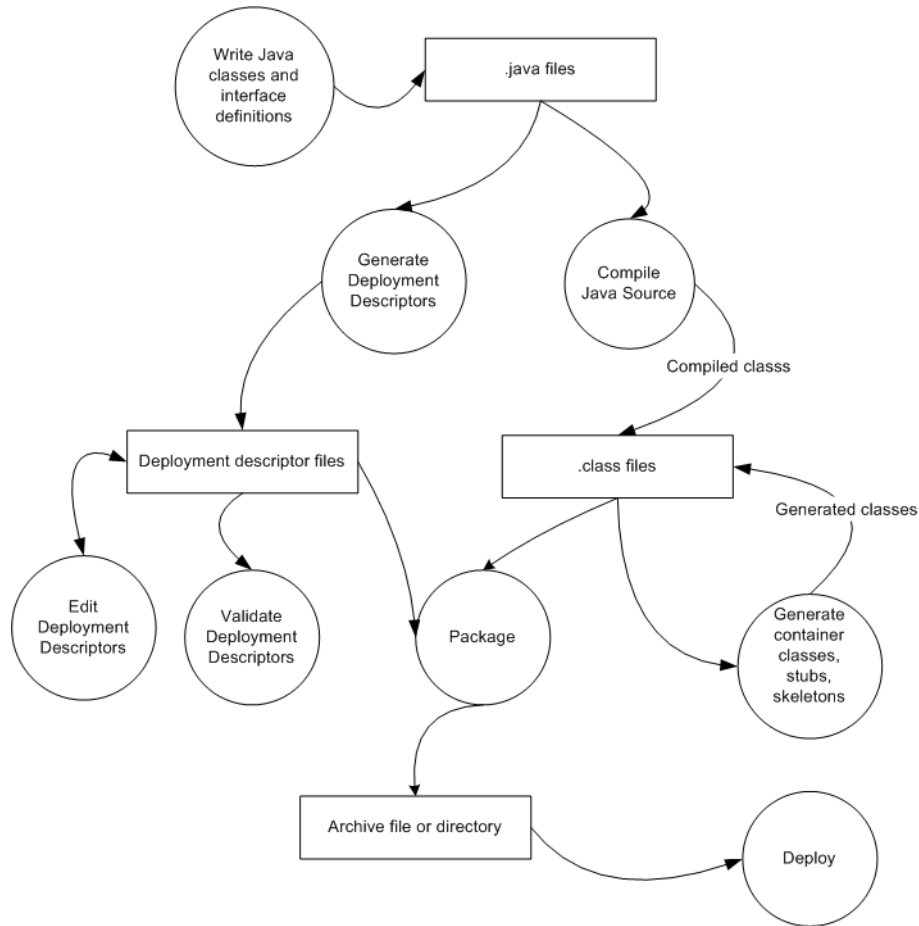 Write Java
classes and
interface
definitions
.java files
Generate
Deployment
Descriptors
Compile
Java Source
Compiled classs
Deployment descriptor files
.class files
Generated classes
Edit
Deployment
Descriptors
Validate
Deployment
Descriptors
Package
Generate
container
classes,
stubs,
skeletons
Archive file or directory
Deploy